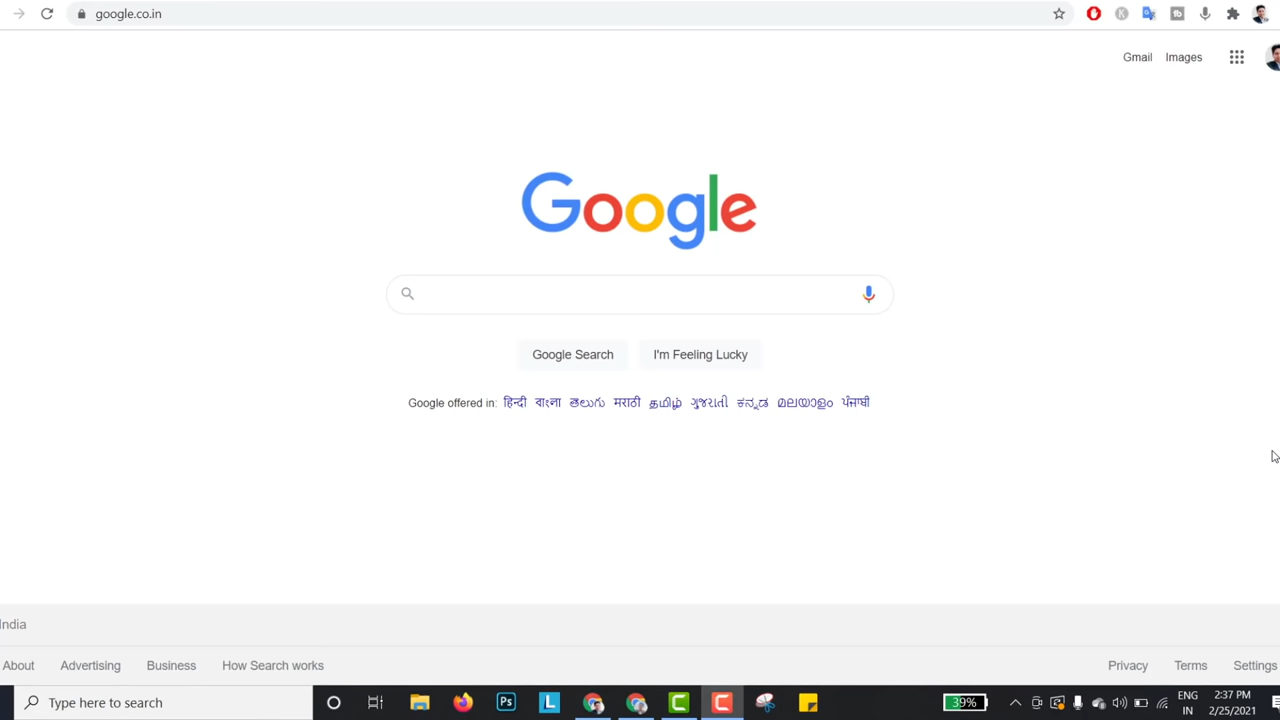 google.co.in
Gmail Images
Google
Google Search I'm Feeling Lucky
Google offered in: हिन्दी বাংলা తెలుగు मराठी தமிழ் ગુજરાતી ಕನ್ನಡ മലയാളം ਪੰਜਾਬੀ
India
About Advertising Business How Search works Privacy Terms Settings
Type here to search Ps L C C 39% ENG 2:37 PM
IN 2/25/2021